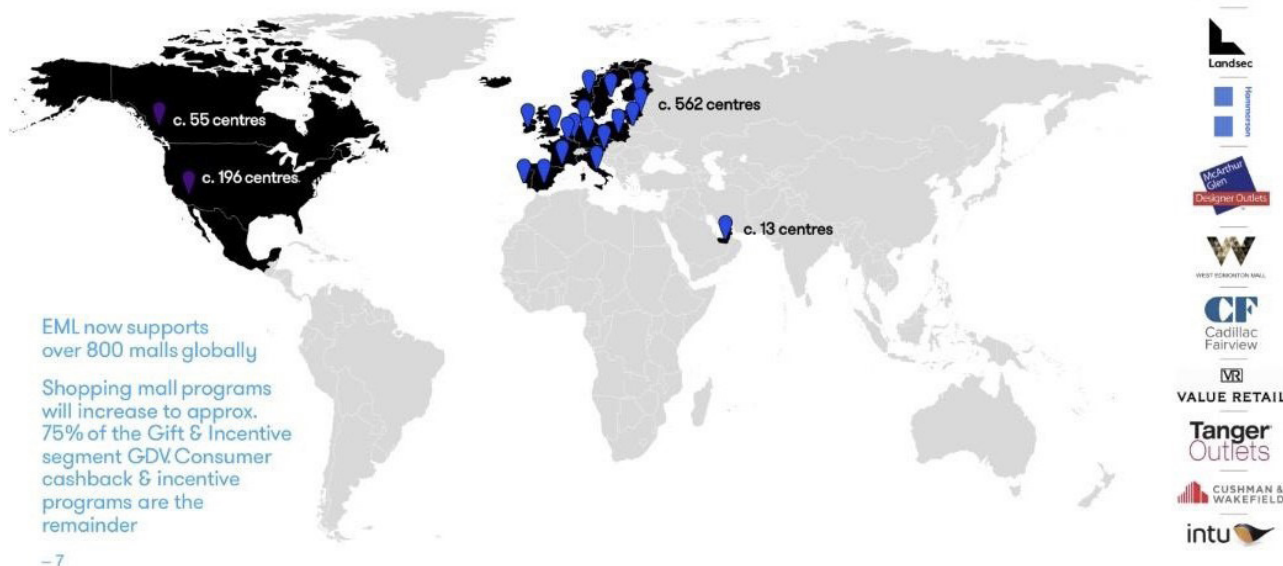 c. 55 centres
c. 196 centres
c. 562 centres
c. 13 centres
EML now supports
over 800 malls globally
Shopping mall programs
will increase to approx.
75% of the Gift & Incentive
segment GDV. Consumer
cashback & incentive
programs are the
remainder
– 7
Landsec
Hammerson
McArthur
Glen
Designer Outlets
W
WEST EDMONTON MALL
CF
Cadillac
Fairview
VR
VALUE RETAIL
Tanger
Outlets
CUSHMAN &
WAKEFIELD
intu